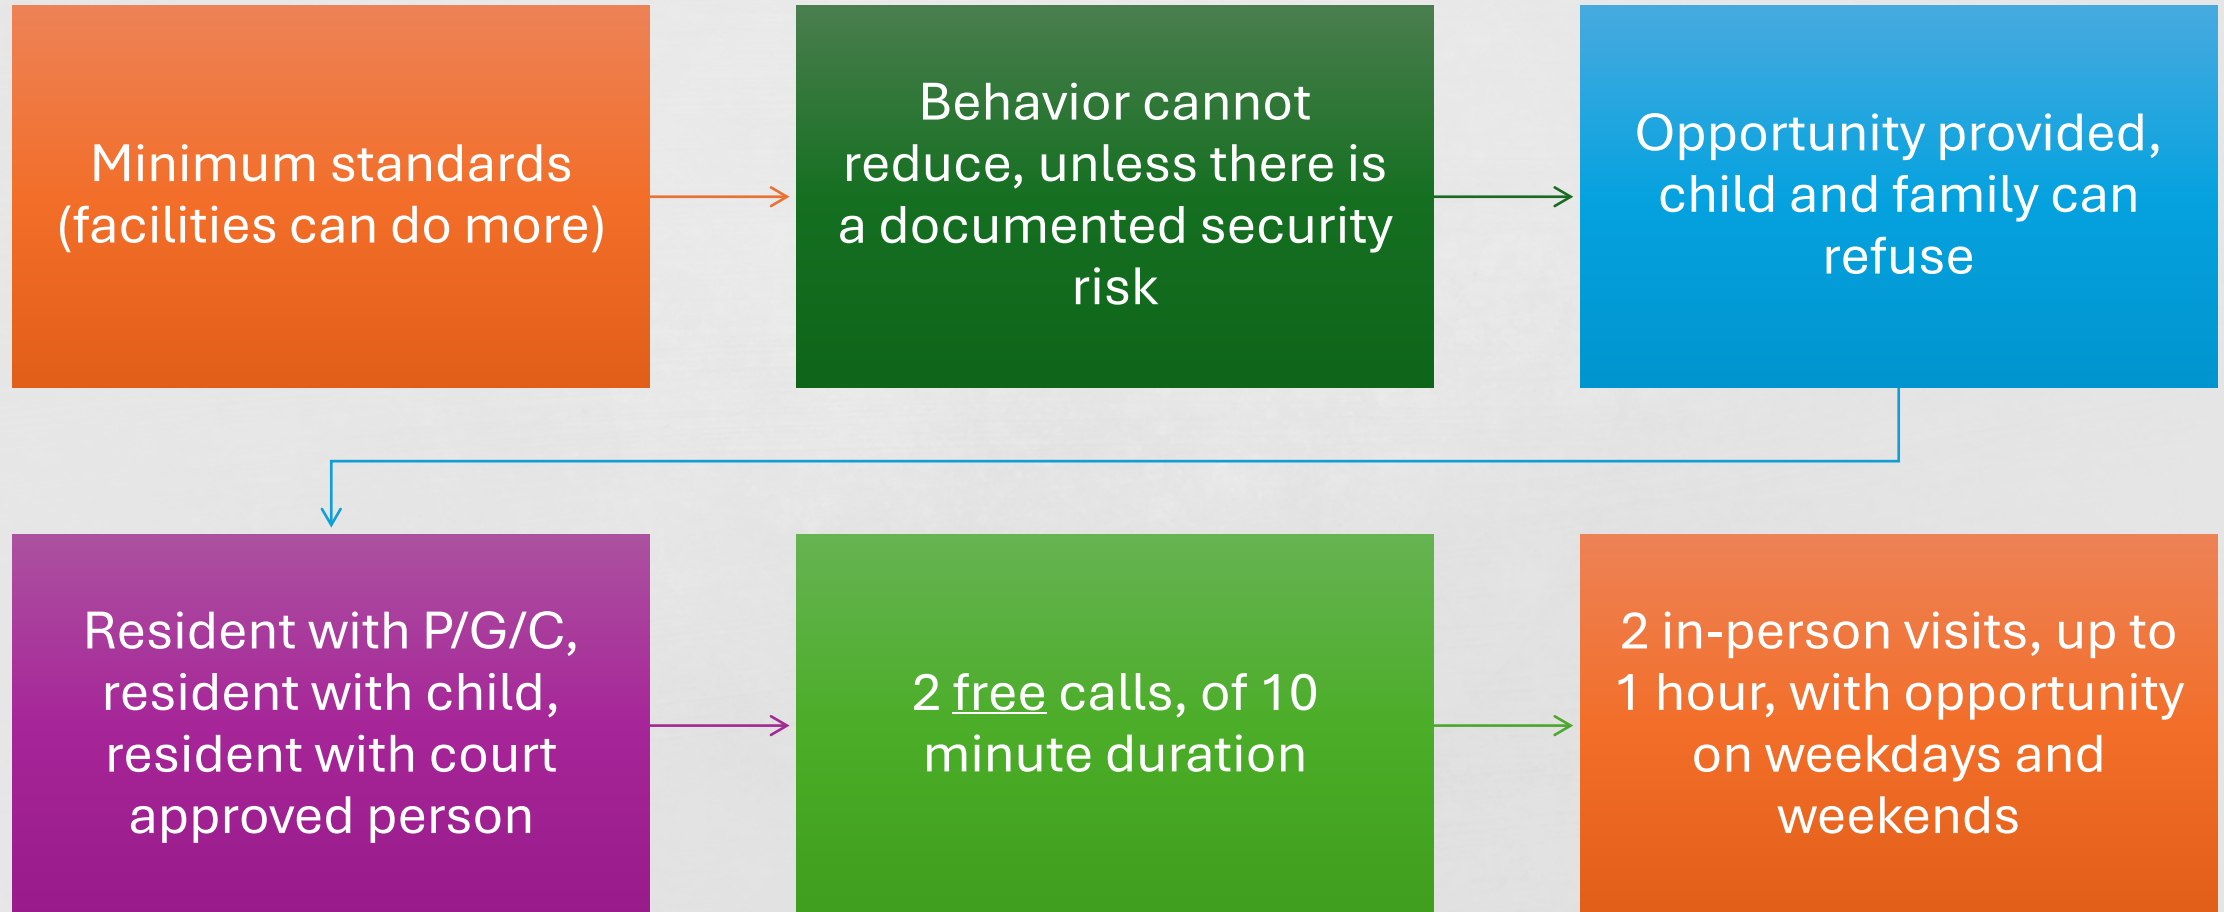 Minimum standards
(facilities can do more)
Behavior cannot
reduce, unless there is
a documented security
risk
Opportunity provided,
child and family can
refuse
Resident with P/G/C,
resident with child,
resident with court
approved person
2 free calls, of 10
minute duration
2 in-person visits, up to
1 hour, with opportunity
on weekdays and
weekends